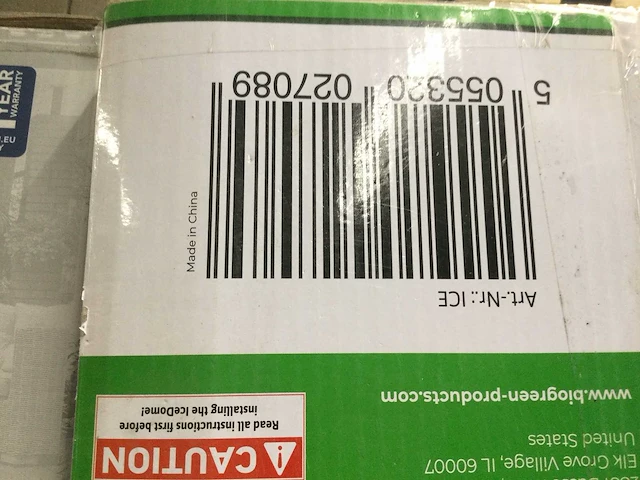 Elk Grove Village, IL 60007
United States
www.biogreen-products.com
CAUTION
Read all instructions first before
installing the IceDome!
Art.-Nr.: ICE
Made in China
5 055320 027089
YEAR
WARRANTY
.EU